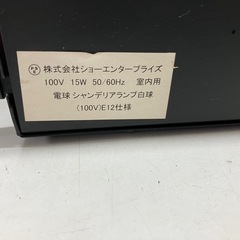 株式会社ショーエンタープライズ
100V 15W 50/60Hz 室内用
電球シャンデリアランプ白球
(100V)E12仕様